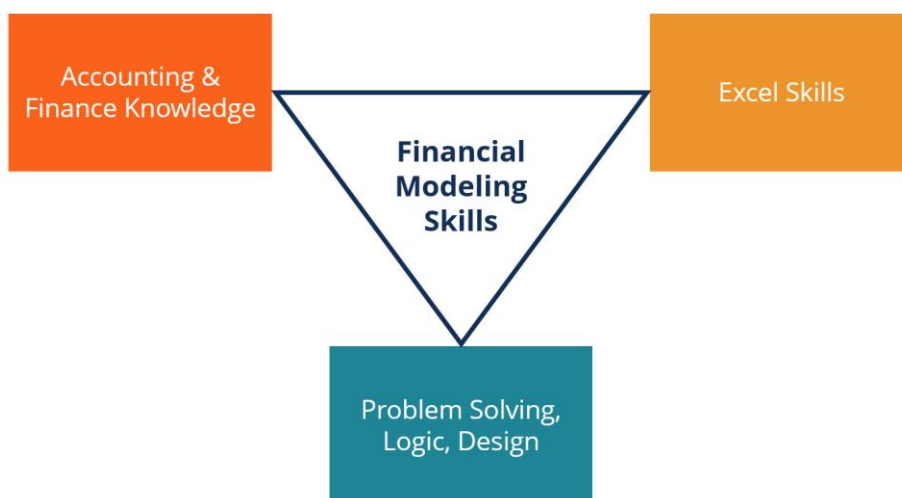 Accounting &
Finance Knowledge
Excel Skills
Financial
Modeling
Skills
Problem Solving,
Logic, Design